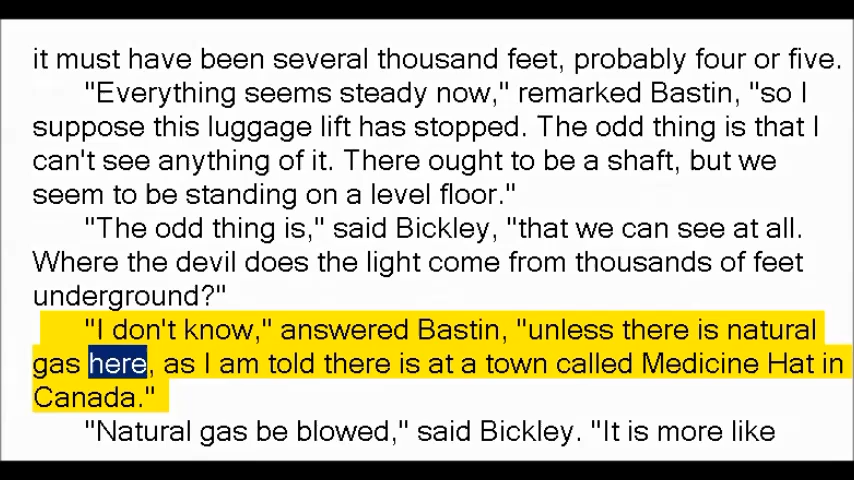 it must have been several thousand feet, probably four or five.
"Everything seems steady now," remarked Bastin, "so I
suppose this luggage lift has stopped. The odd thing is that I
can't see anything of it. There ought to be a shaft, but we
seem to be standing on a level floor."
"The odd thing is," said Bickley, "that we can see at all.
Where the devil does the light come from thousands of feet
underground?"
"I don't know," answered Bastin, "unless there is natural
gas here, as I am told there is at a town called Medicine Hat in
Canada."
"Natural gas be blowed," said Bickley. "It is more like